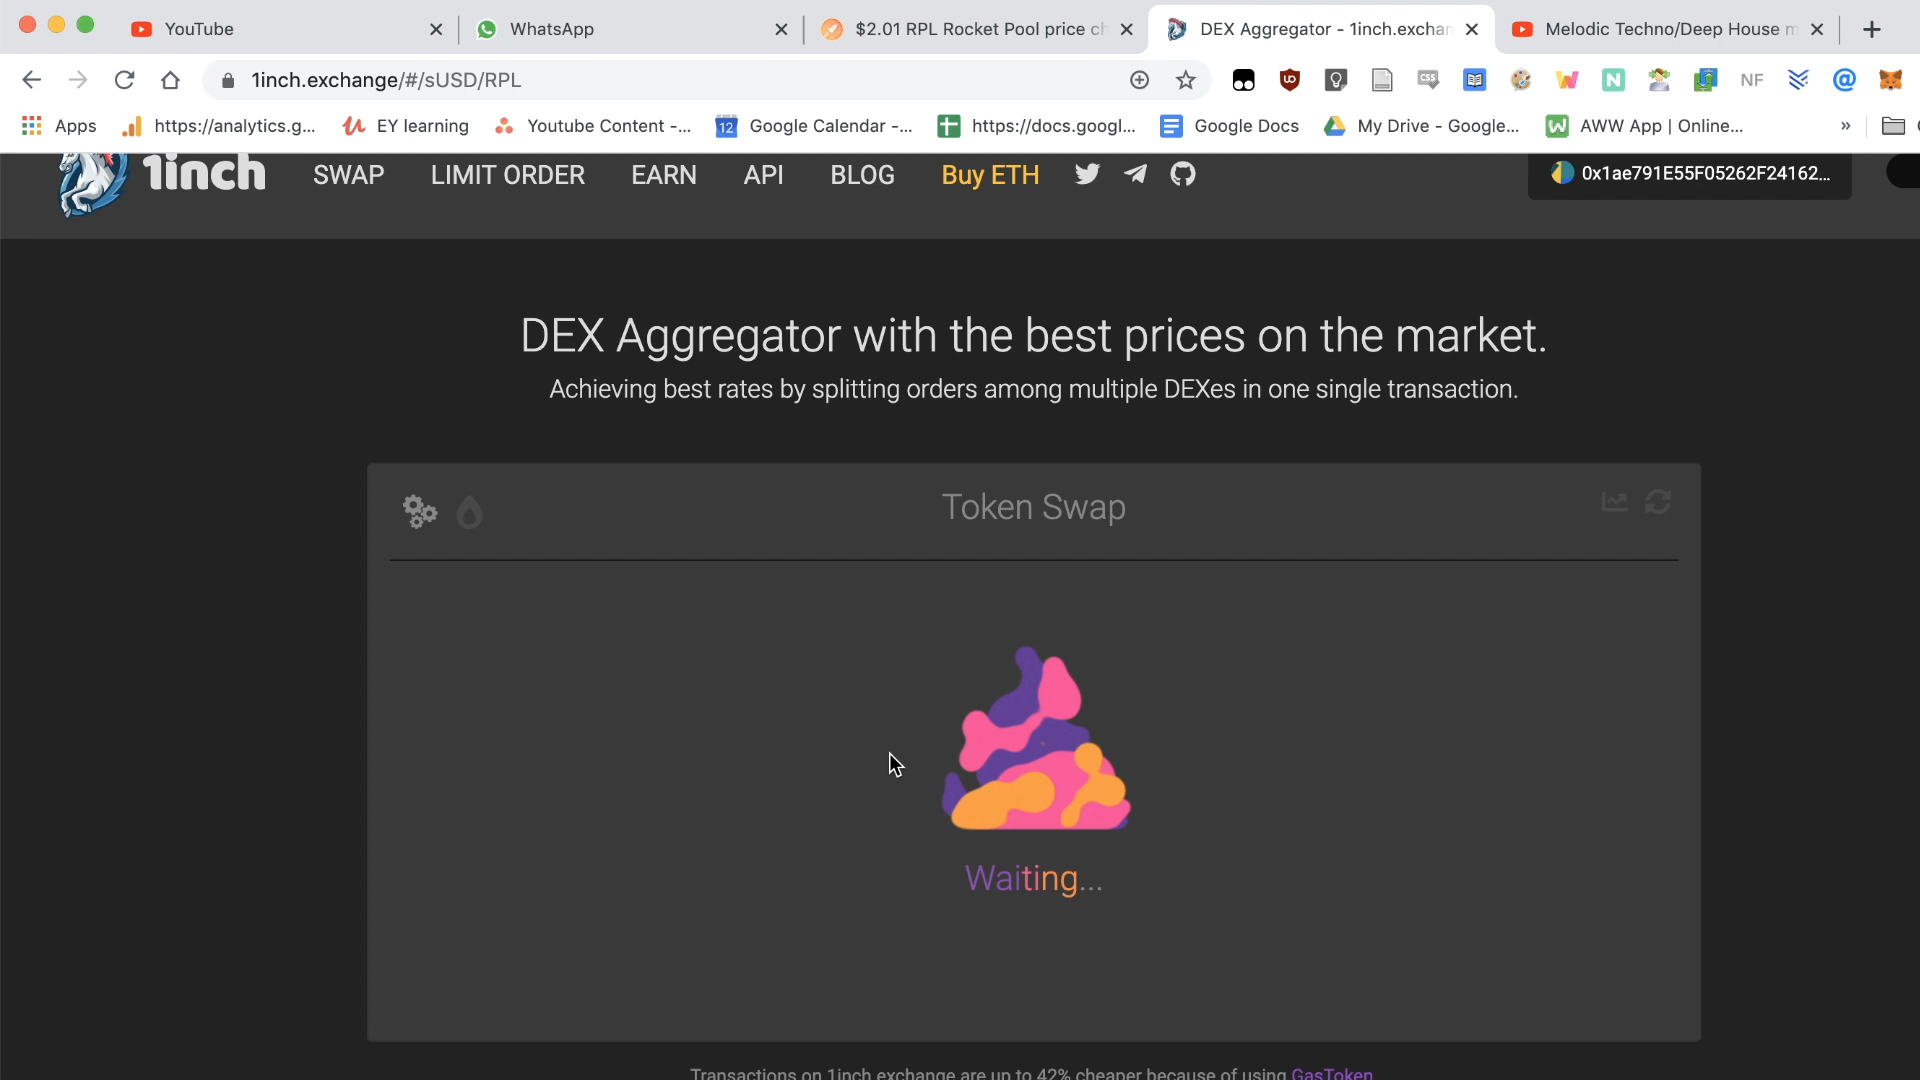 YouTube
WhatsApp
$2.01 RPL Rocket Pool price ch
DEX Aggregator - 1inch.exchan
Melodic Techno/Deep House m
1inch.exchange/#/sUSD/RPL
NF
Apps
https://analytics.g...
EY learning
Youtube Content -...
12
Google Calendar -...
https://docs.googl...
Google Docs
My Drive - Google...
AWW App | Online...
»
1inch
SWAP
LIMIT ORDER
EARN
API
BLOG
Buy ETH
0x1ae791E55F05262F24162...
DEX Aggregator with the best prices on the market.
Achieving best rates by splitting orders among multiple DEXes in one single transaction.
Token Swap
Waiting...
Transactions on 1inch exchange are up to 42% cheaper because of using GasToken